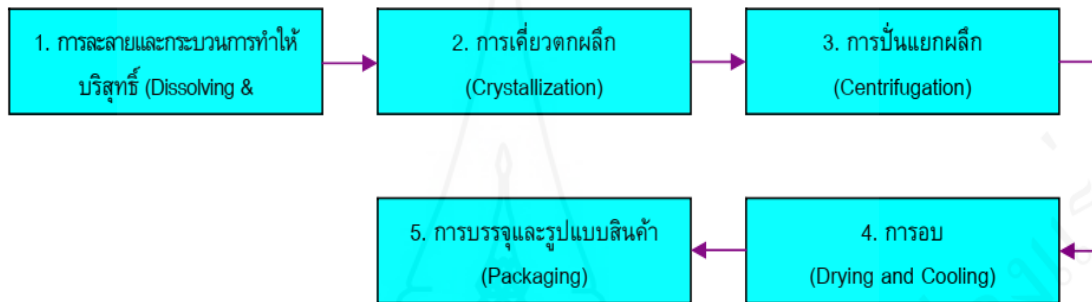 1. การละลายและกระบวนการทำให้
บริสุทธิ์ (Dissolving &
2. การเคี่ยวตกผลึก
(Crystallization)
3. การปั่นแยกผลึก
(Centrifugation)
4. การอบ
(Drying and Cooling)
5. การบรรจุและรูปแบบสินค้า
(Packaging)